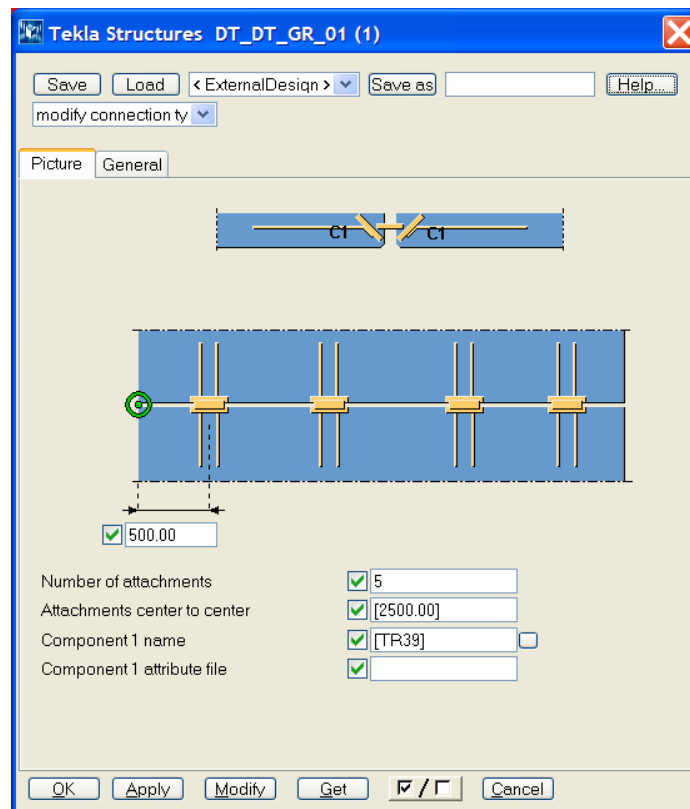 Tekla Structures DT_DT_GR_01 (1)
Save Load < ExternalDesign > Save as Help...
modify connection ty
Picture General
C1 C1
500.00
Number of attachments 5
Attachments center to center [2500.00]
Component 1 name [TR39]
Component 1 attribute file
OK Apply Modify Get / Cancel